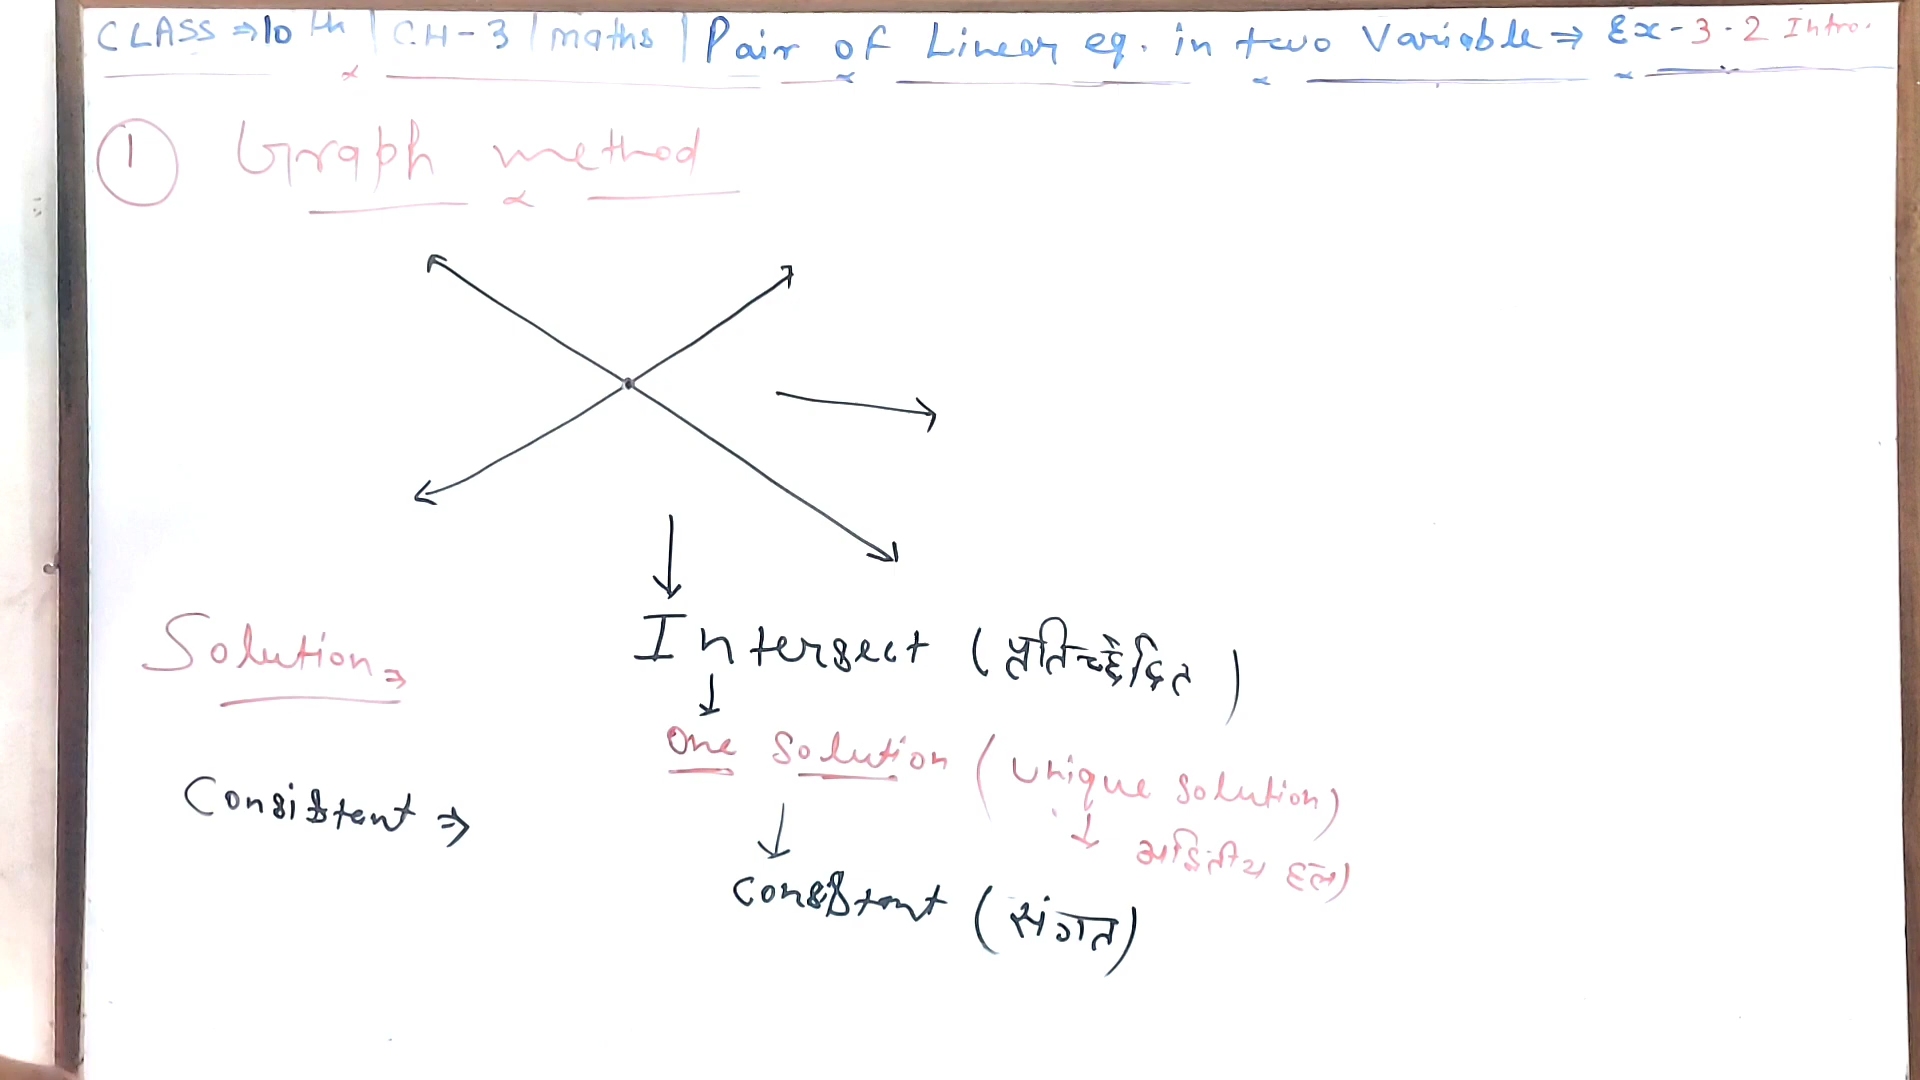 CLASS ⇒ 10 th | CH-3 | maths | Pair of Linear eq. in two Variable ⇒ Ex-3.2 Intro.
1 Graph method
Intersect (प्रतिच्छेदित)
Solution ⇒
One Solution (Unique Solution)
अद्वितीय हल)
Consistent ⇒
Consistent (संगत)